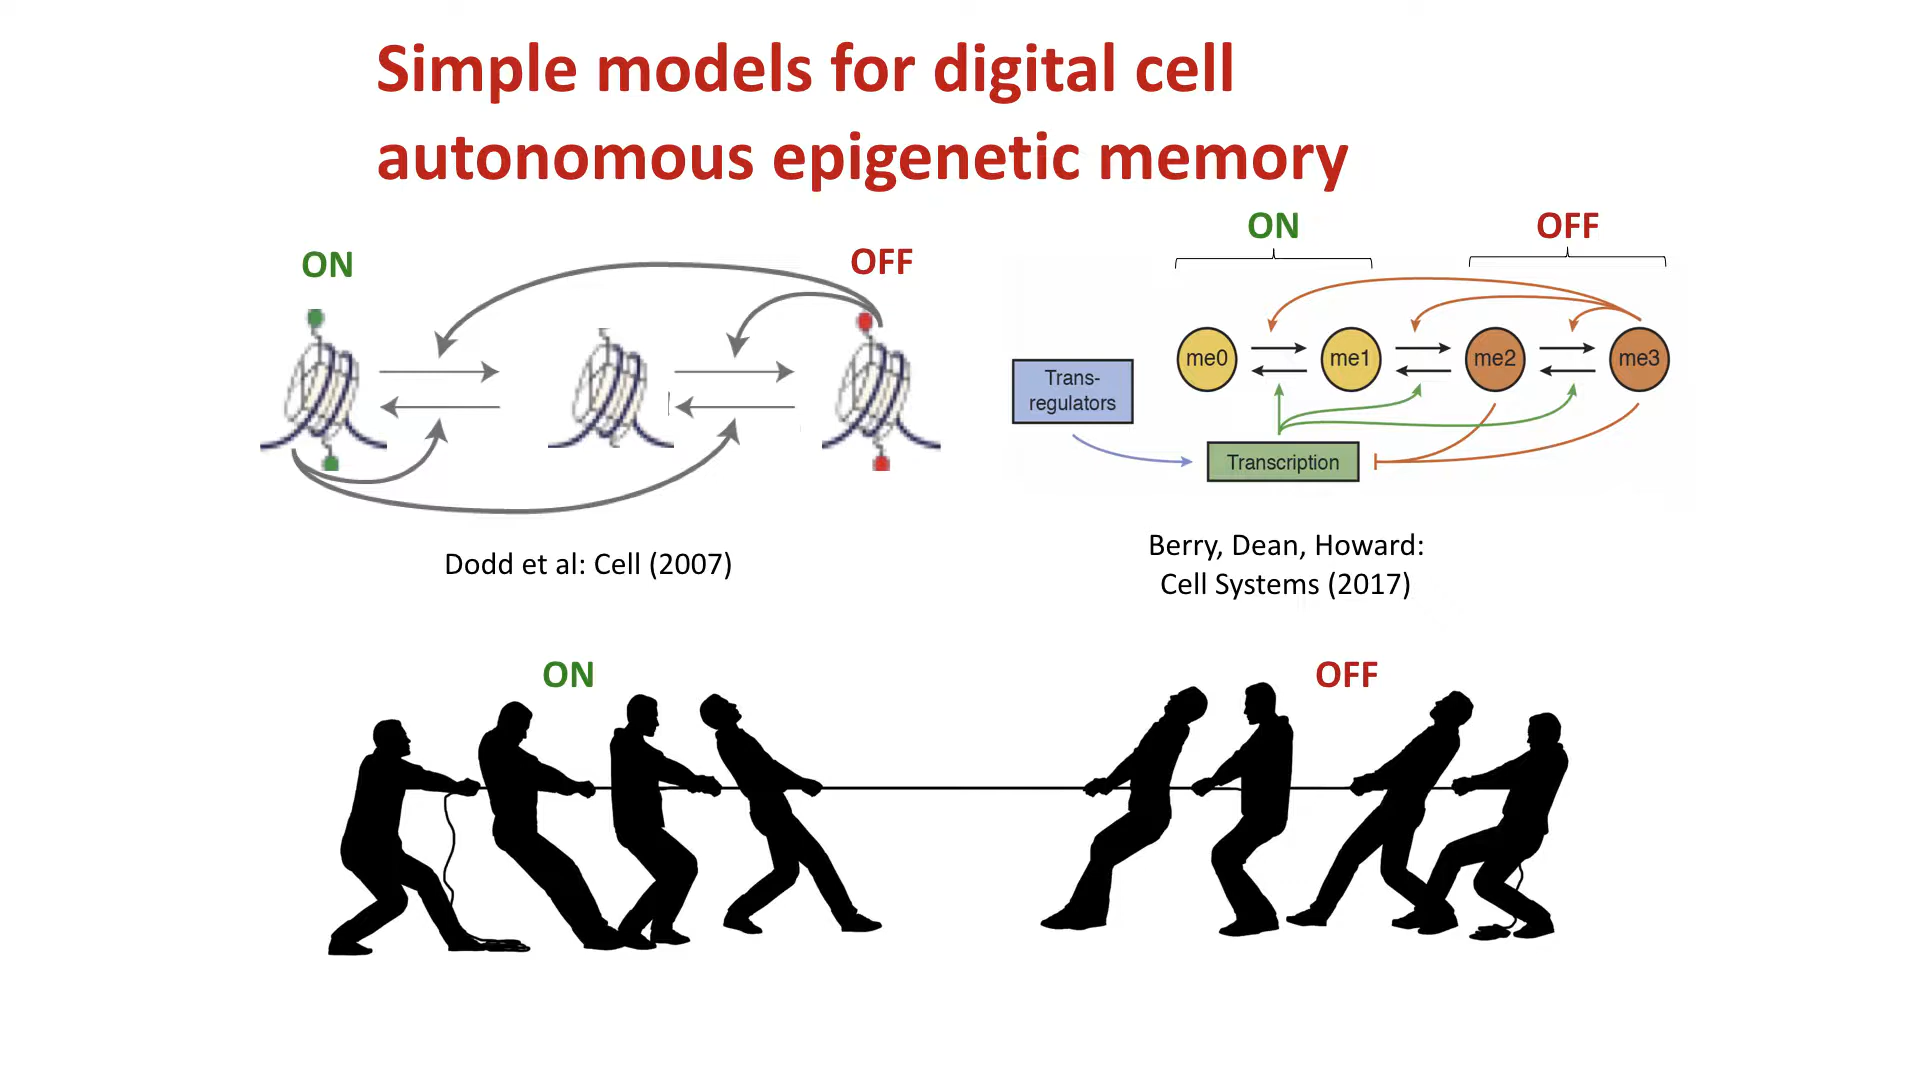 Simple models for digital cell
autonomous epigenetic memory
ON
OFF
Dodd et al: Cell (2007)
ON
OFF
me0
me1
me2
me3
Trans-
regulators
Transcription
Berry, Dean, Howard:
Cell Systems (2017)
ON
OFF